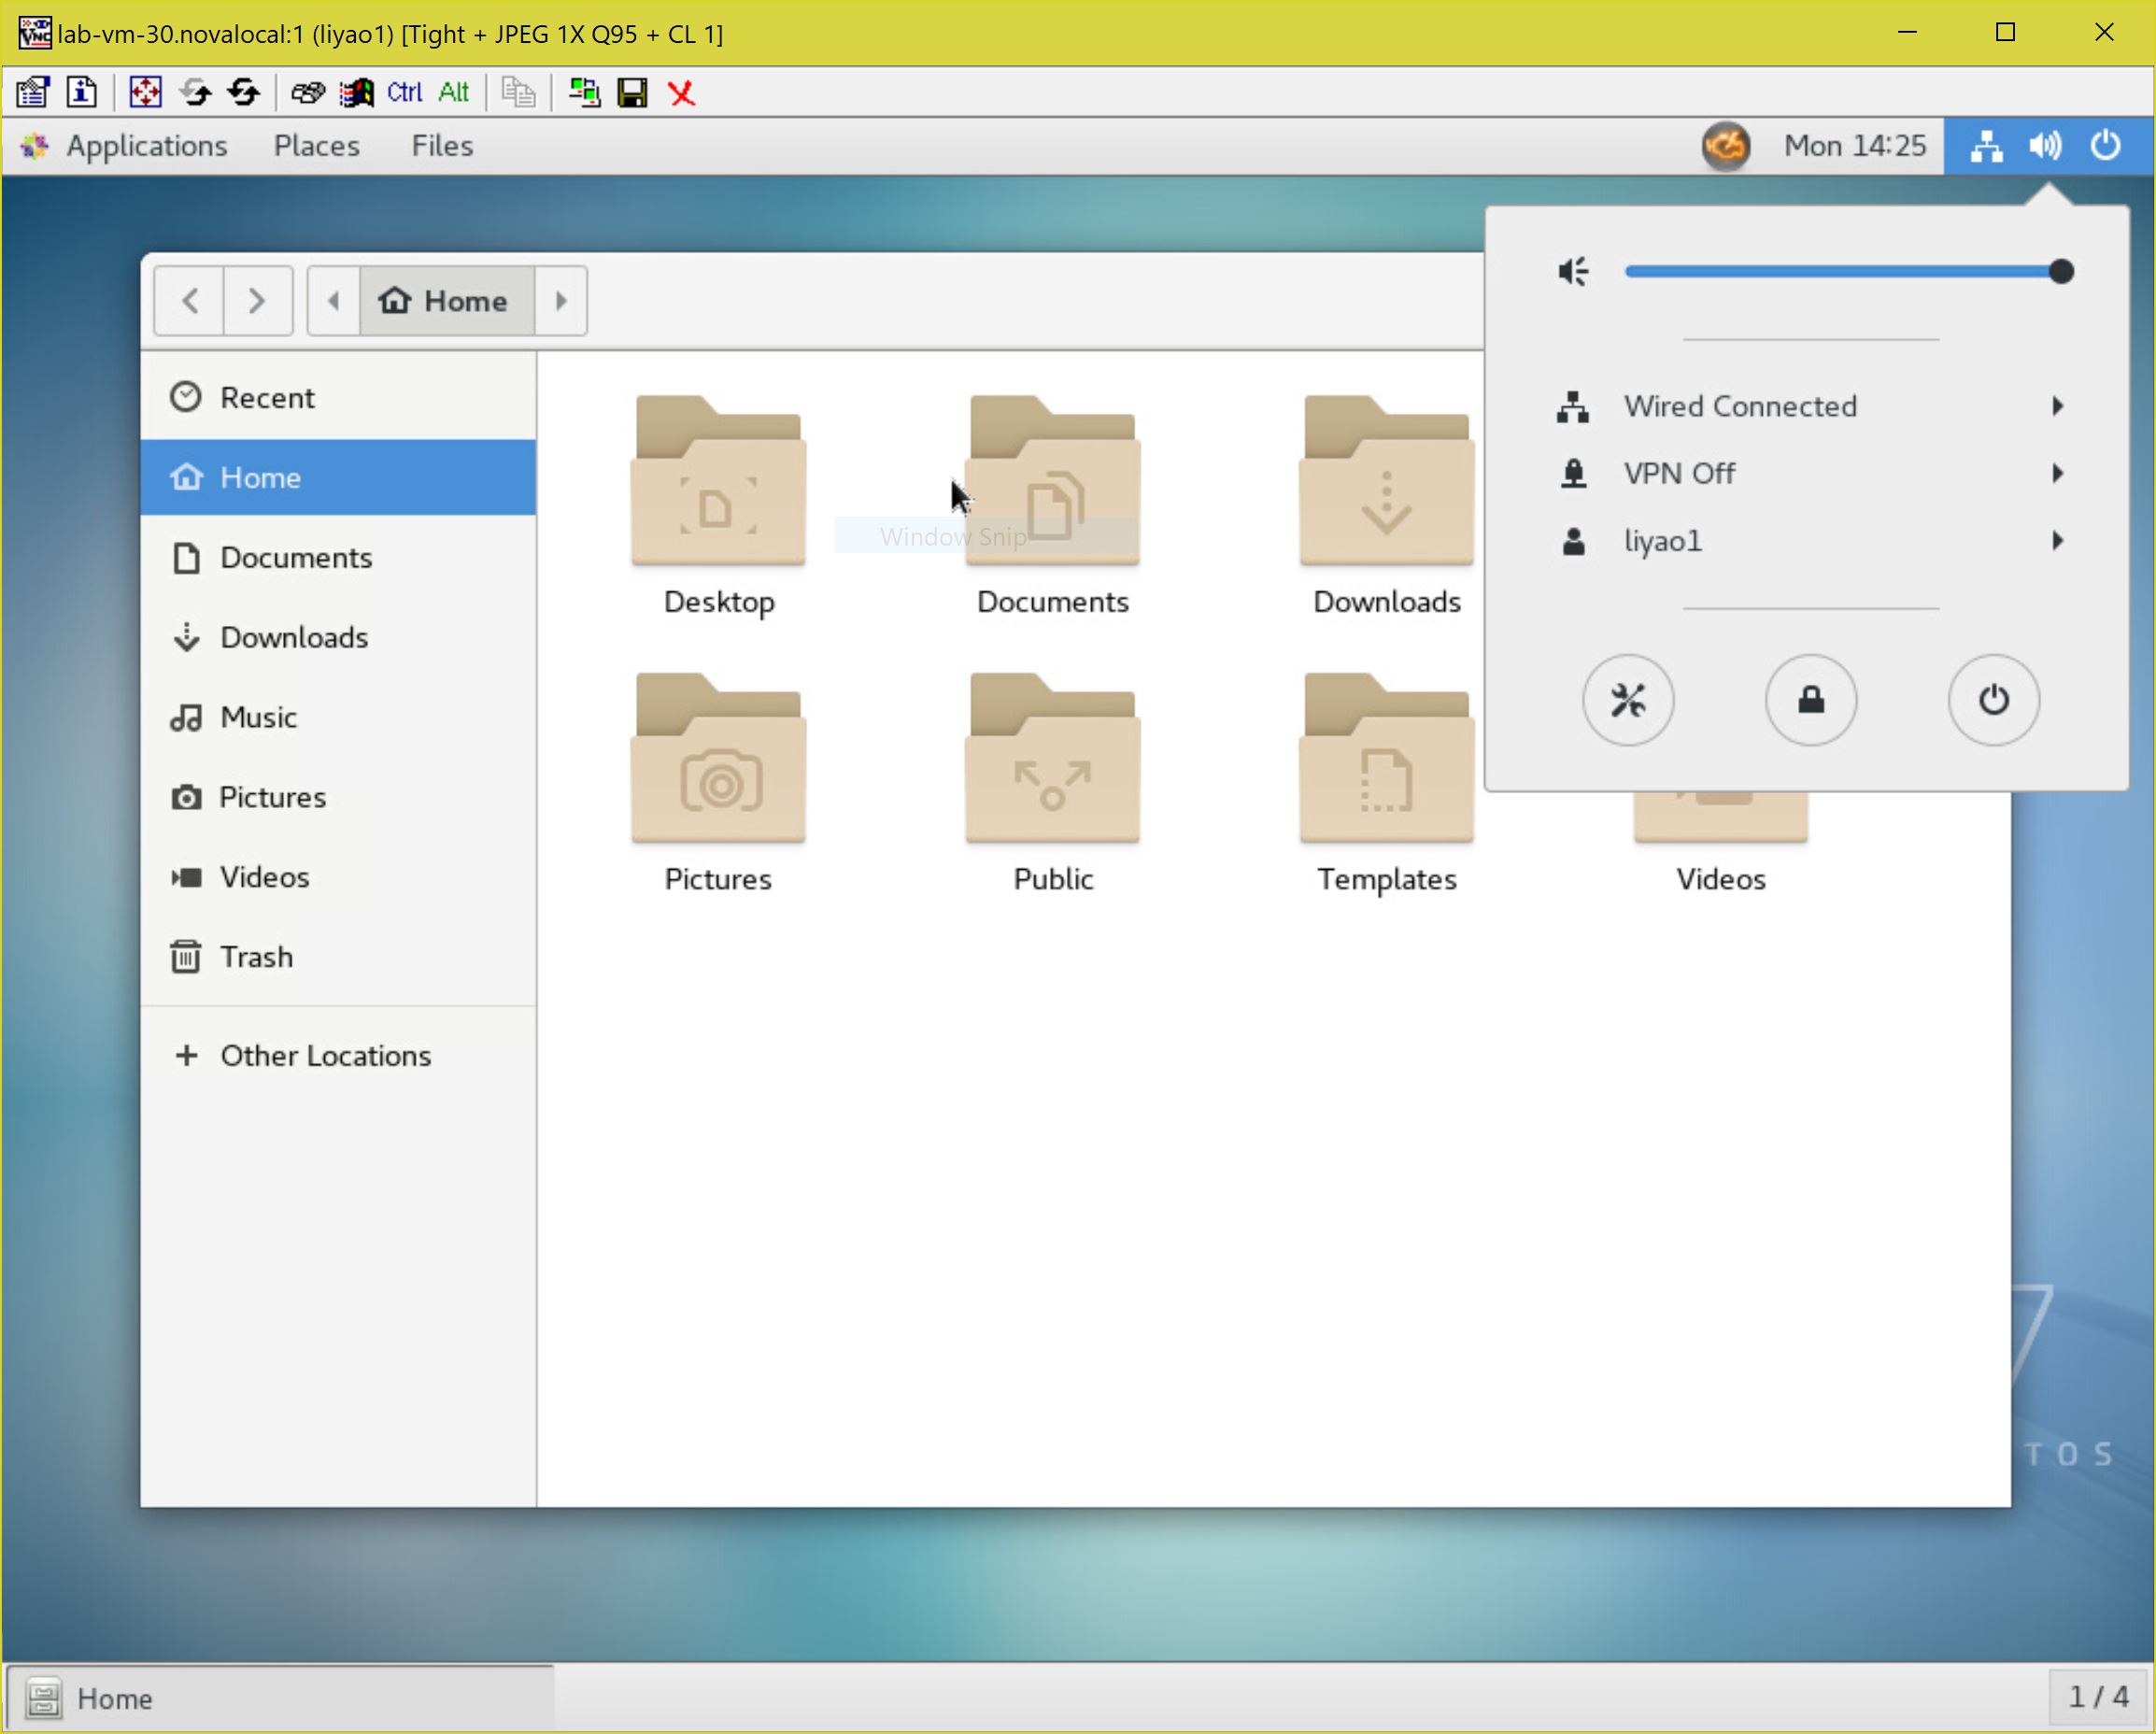 lab-vm-30.novalocal:1 (liyao1) [Tight + JPEG 1X Q95 + CL 1]
Ctrl Alt
Applications Places Files Mon 14:25
Home
Recent
Home
Documents
Downloads
Music
Pictures
Videos
Trash
Other Locations
Window Snip
Desktop Documents Downloads
Pictures Public Templates Videos
Wired Connected
VPN Off
liyao1
7
TOS
Home 1 / 4